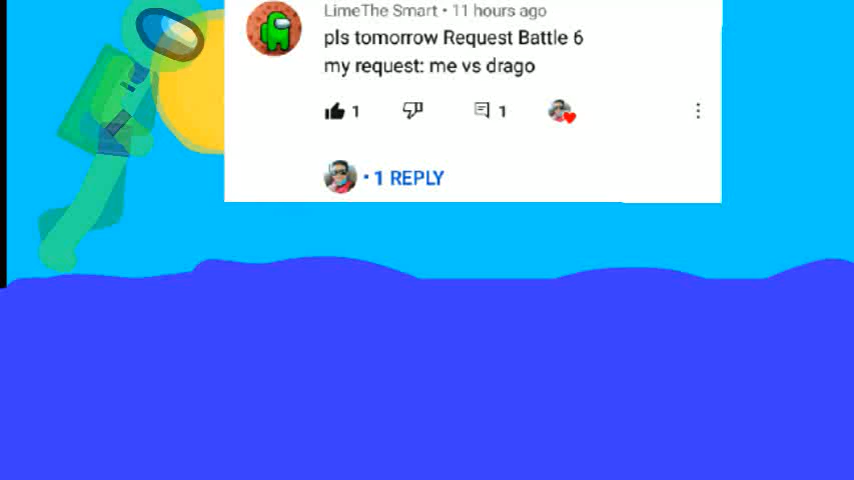 LimeThe Smart • 11 hours ago
pls tomorrow Request Battle 6
my request: me vs drago
1
1
• 1 REPLY